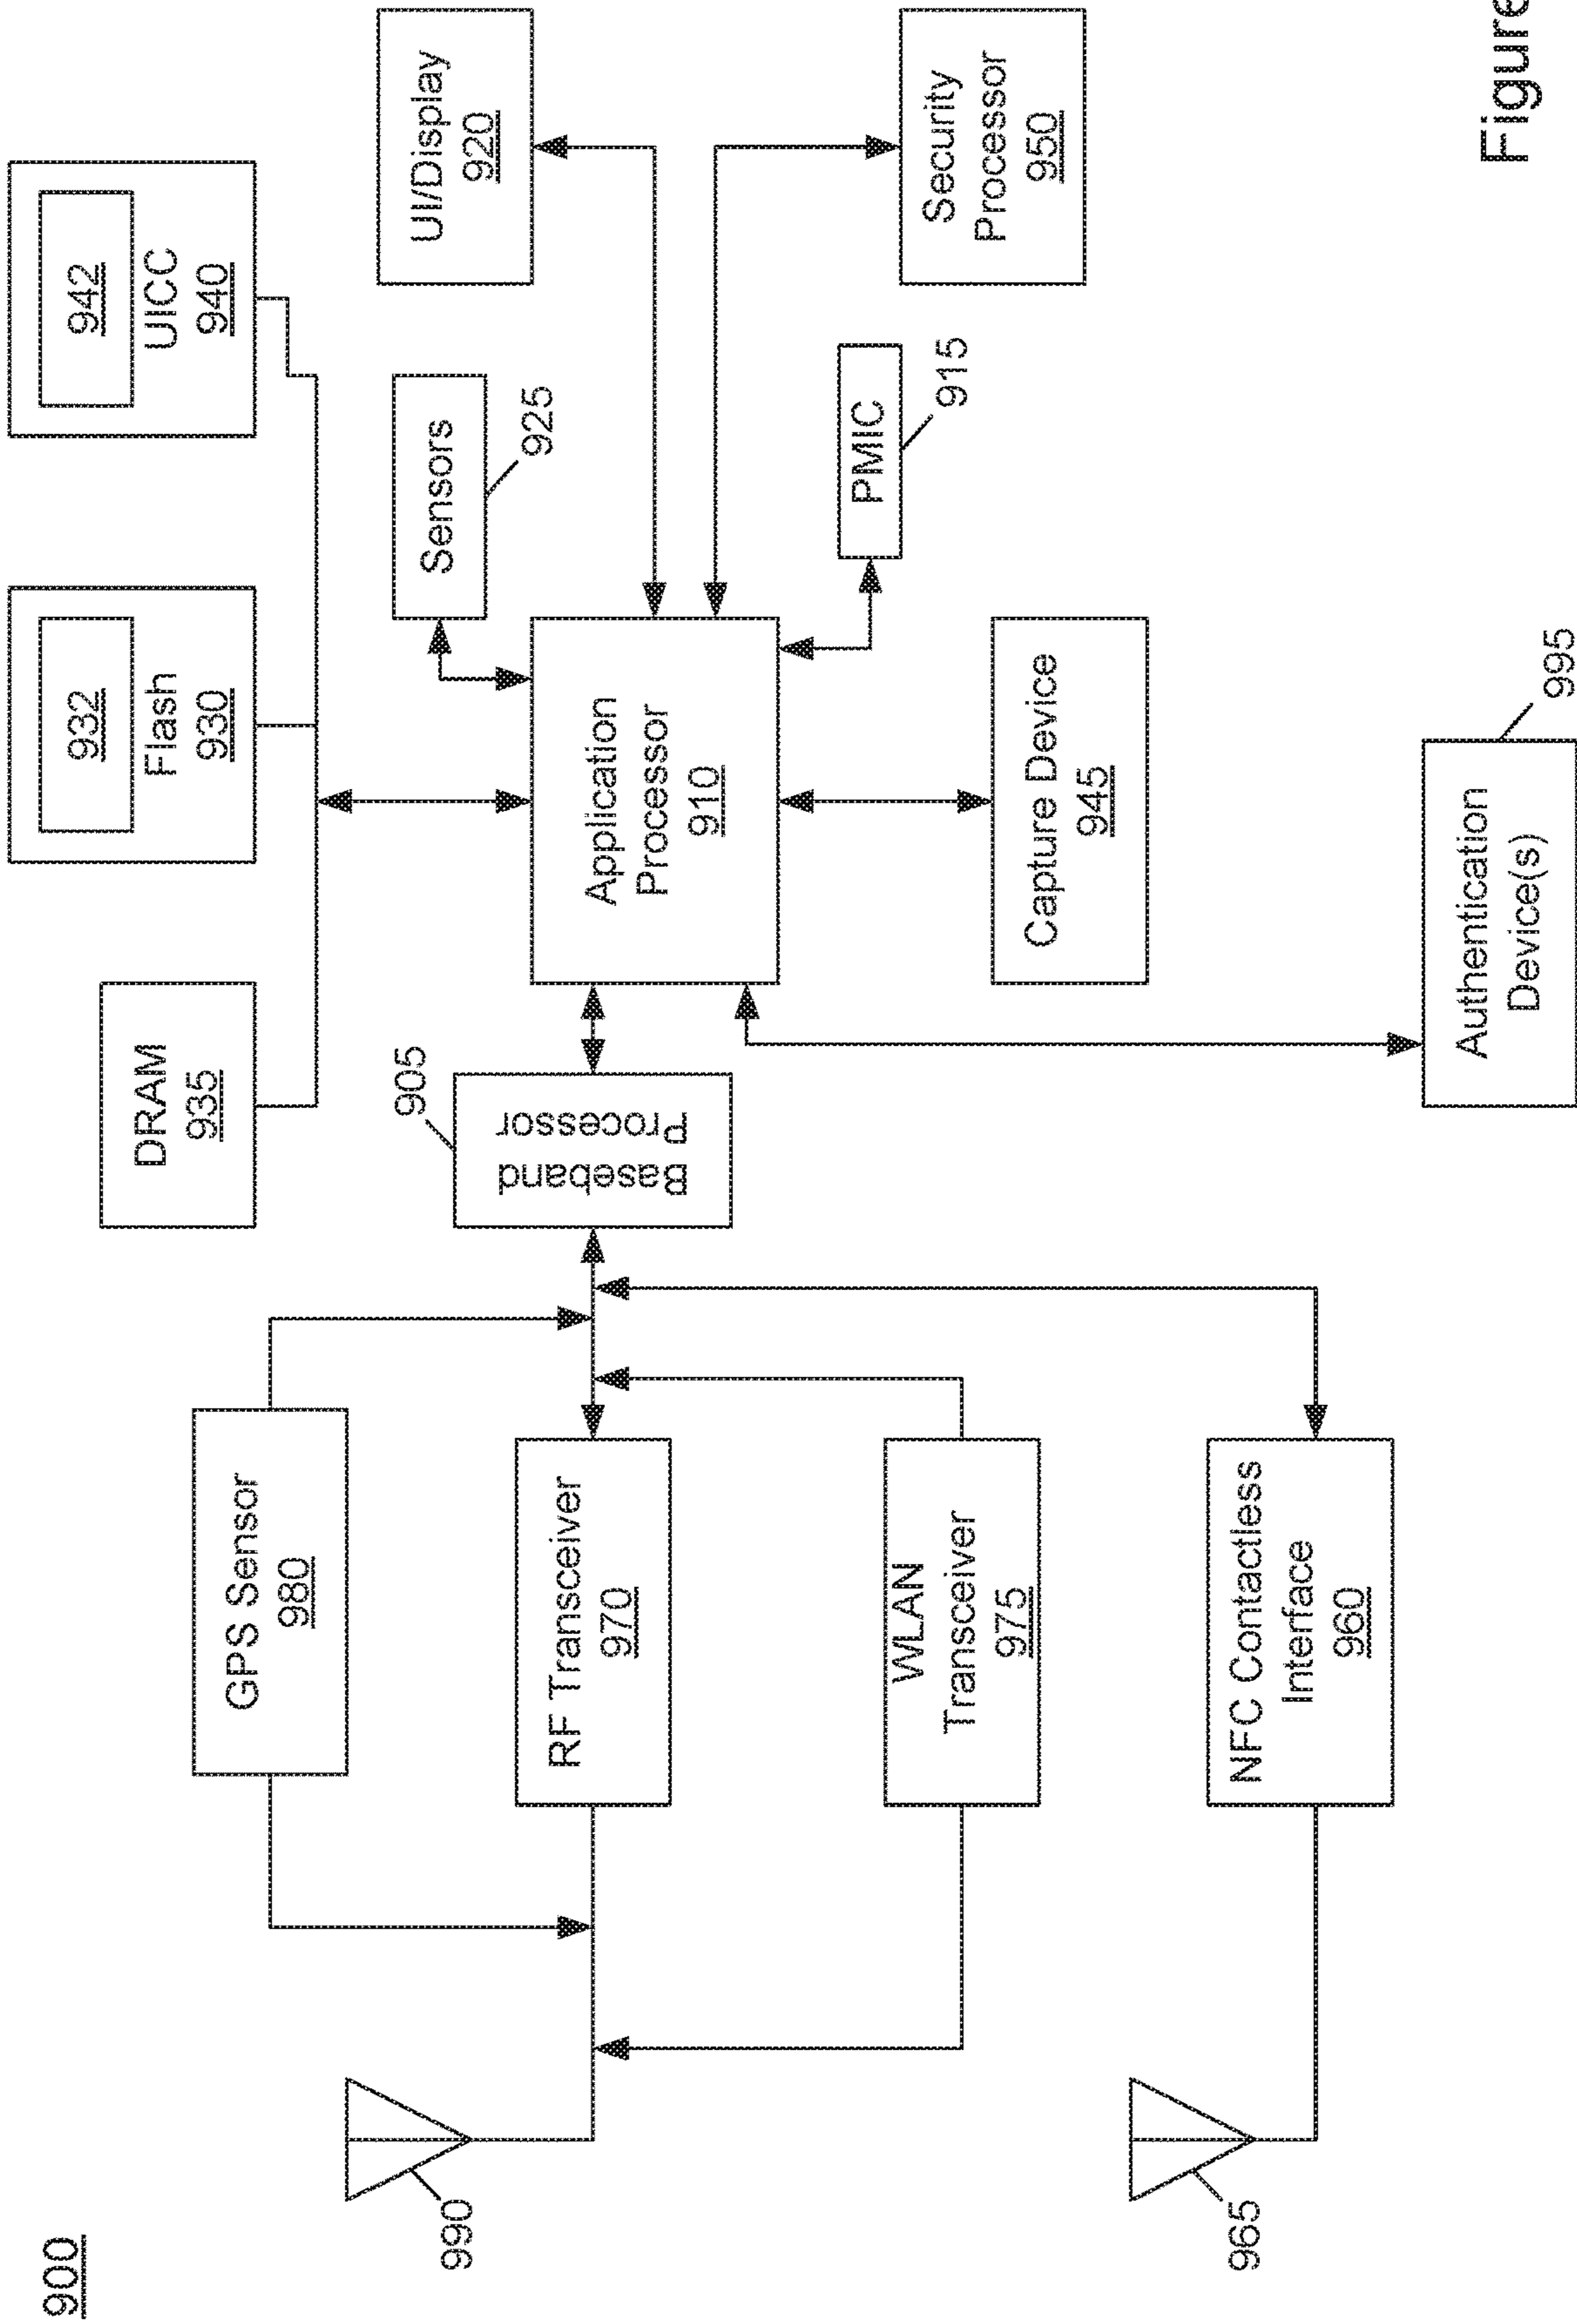 900
DRAM
935
932
Flash
930
942
UICC
940
Sensors
925
UI/Display
920
905
Baseband
Processor
Application
Processor
910
GPS Sensor
980
RF Transceiver
970
WLAN
Transceiver
975
NFC Contactless
Interface
960
990
965
PMIC
915
Security
Processor
950
Capture Device
945
Authentication
Device(s)
995
Figure